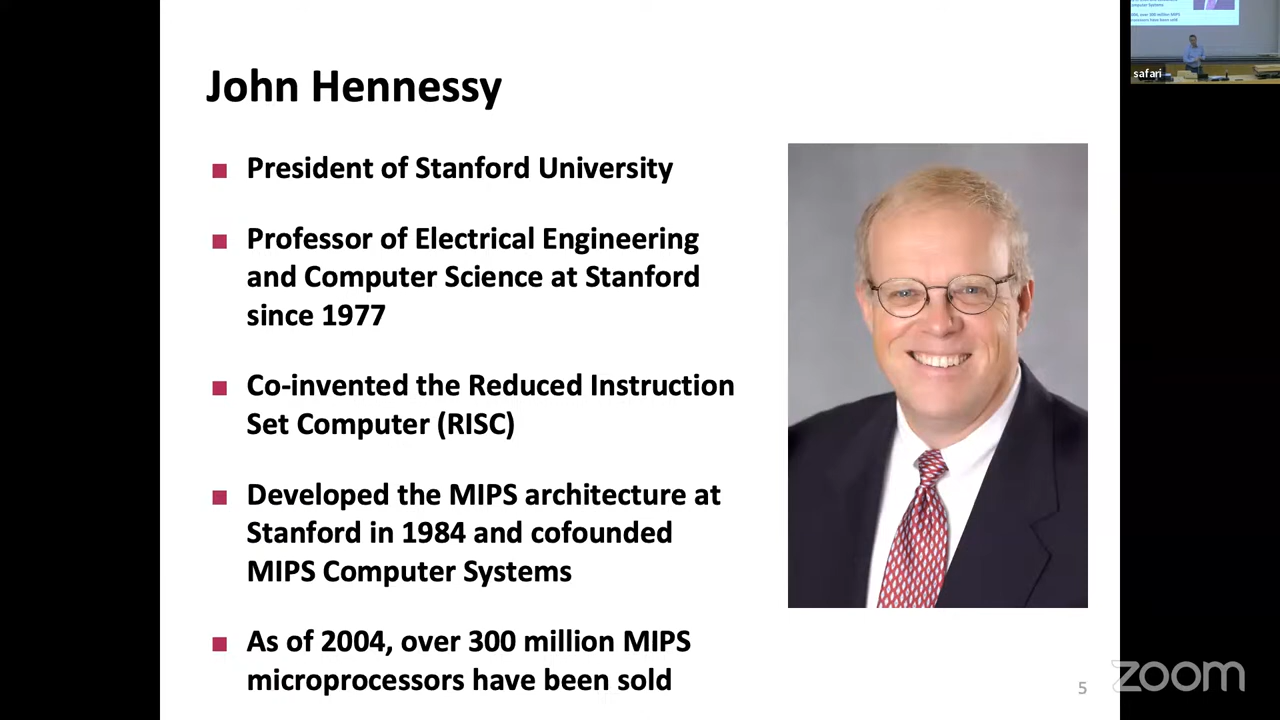 John Hennessy
President of Stanford University
Professor of Electrical Engineering
and Computer Science at Stanford
since 1977
Co-invented the Reduced Instruction
Set Computer (RISC)
Developed the MIPS architecture at
Stanford in 1984 and cofounded
MIPS Computer Systems
As of 2004, over 300 million MIPS
microprocessors have been sold
5
safari
zoom